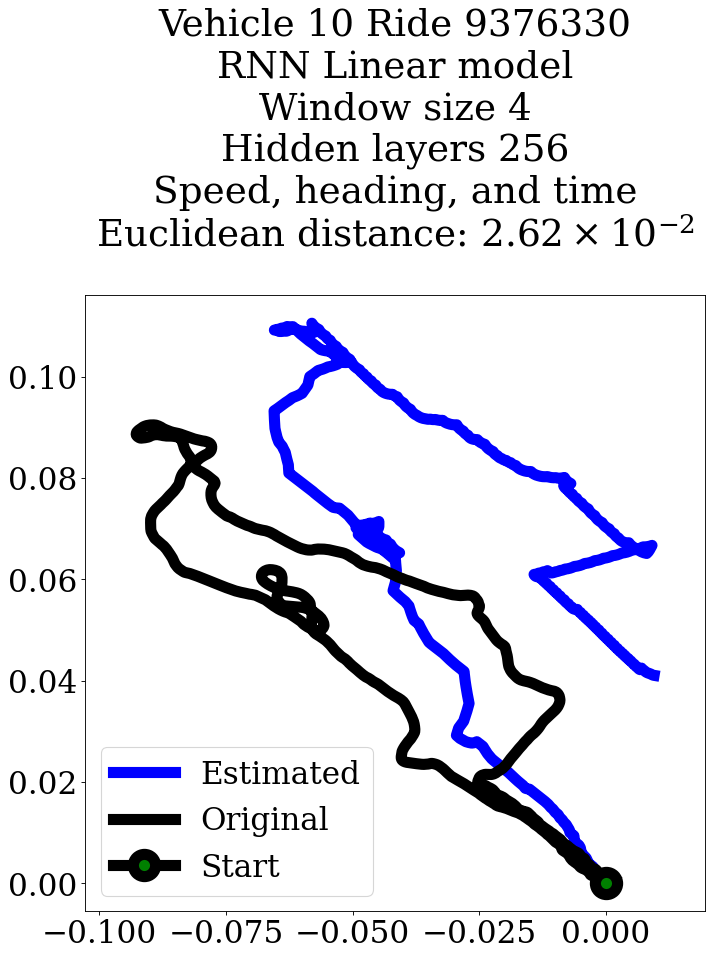 Vehicle 10 Ride 9376330
RNN Linear model
Window size 4
Hidden layers 256
Speed, heading, and time
Euclidean distance: 2.62 × 10⁻²
0.10
0.08
0.06
0.04
0.02
0.00
Estimated
Original
Start
−0.100 −0.075 −0.050 −0.025 0.000